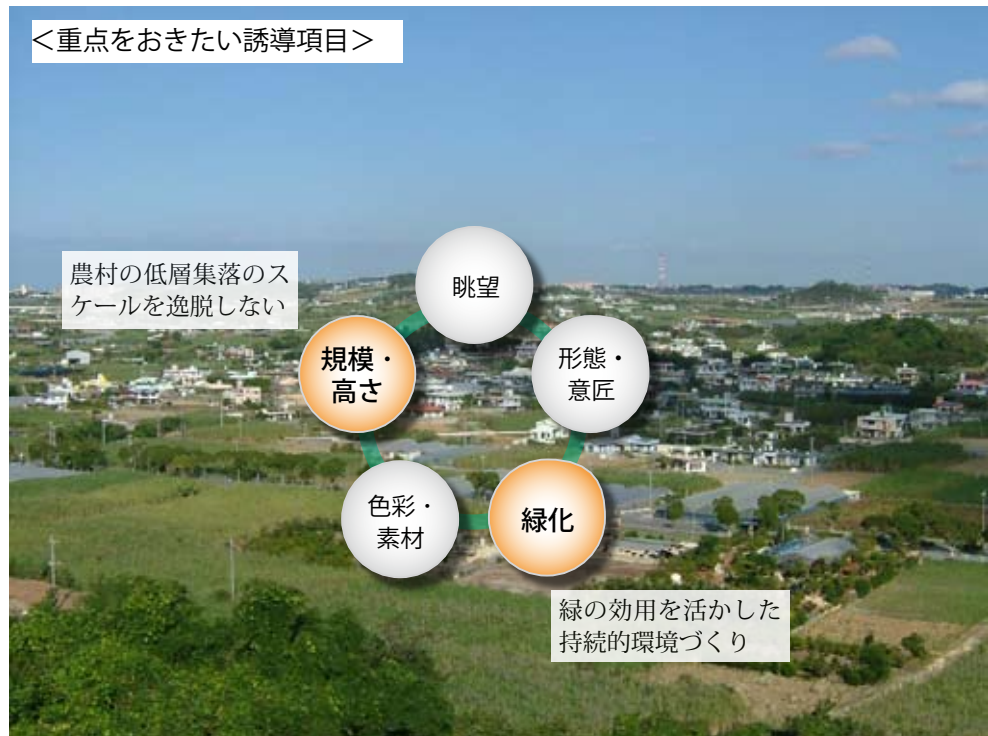 ＜重点をおきたい誘導項目＞
農村の低層集落のス
ケールを逸脱しない
眺望
規模・
高さ
形態・
意匠
色彩・
素材
緑化
緑の効用を活かした
持続的環境づくり